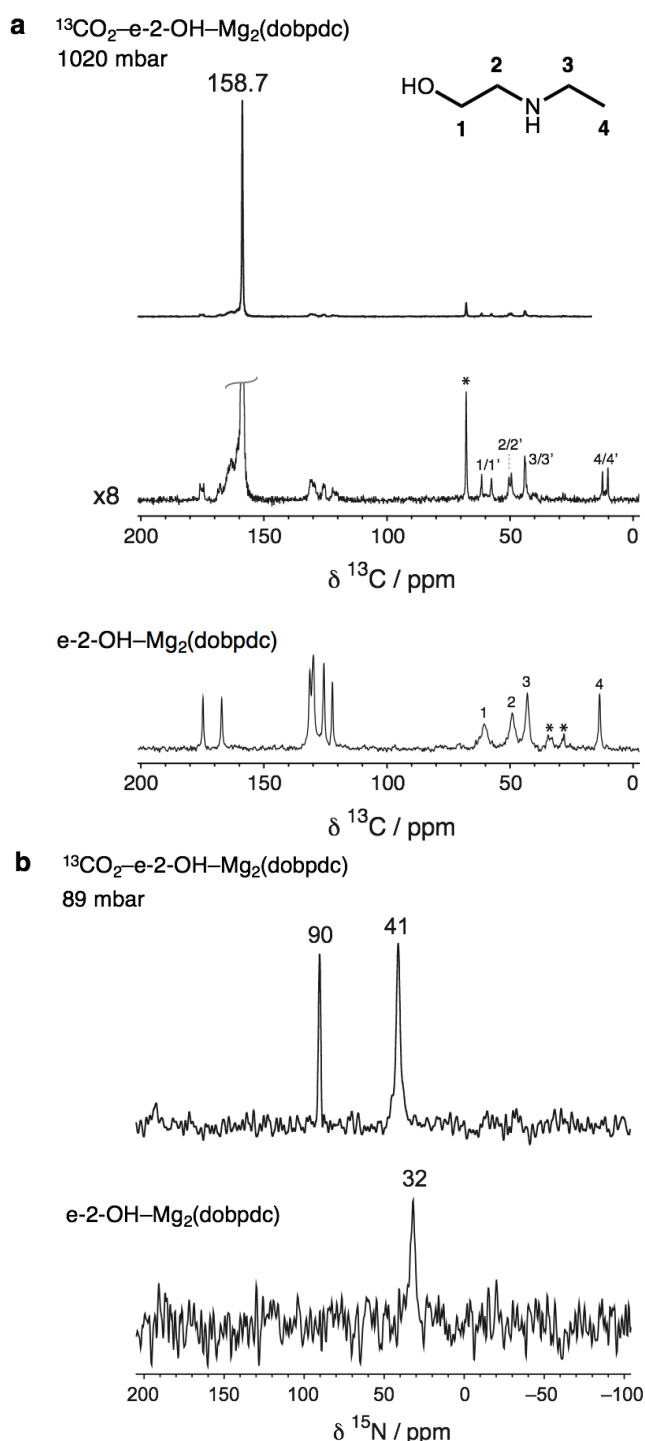 a ¹³CO₂–e-2-OH–Mg₂(dobpdc)
1020 mbar
158.7
HO
2
3
N
H
1
4
*
2/2'
1/1'
3/3'
4/4'
x8
200 150 100 50 0
δ ¹³C / ppm
e-2-OH–Mg₂(dobpdc)
1 2 3 * * 4
200 150 100 50 0
δ ¹³C / ppm
b ¹³CO₂–e-2-OH–Mg₂(dobpdc)
89 mbar
90 41
32
e-2-OH–Mg₂(dobpdc)
200 150 100 50 0 –50 –100
δ ¹⁵N / ppm